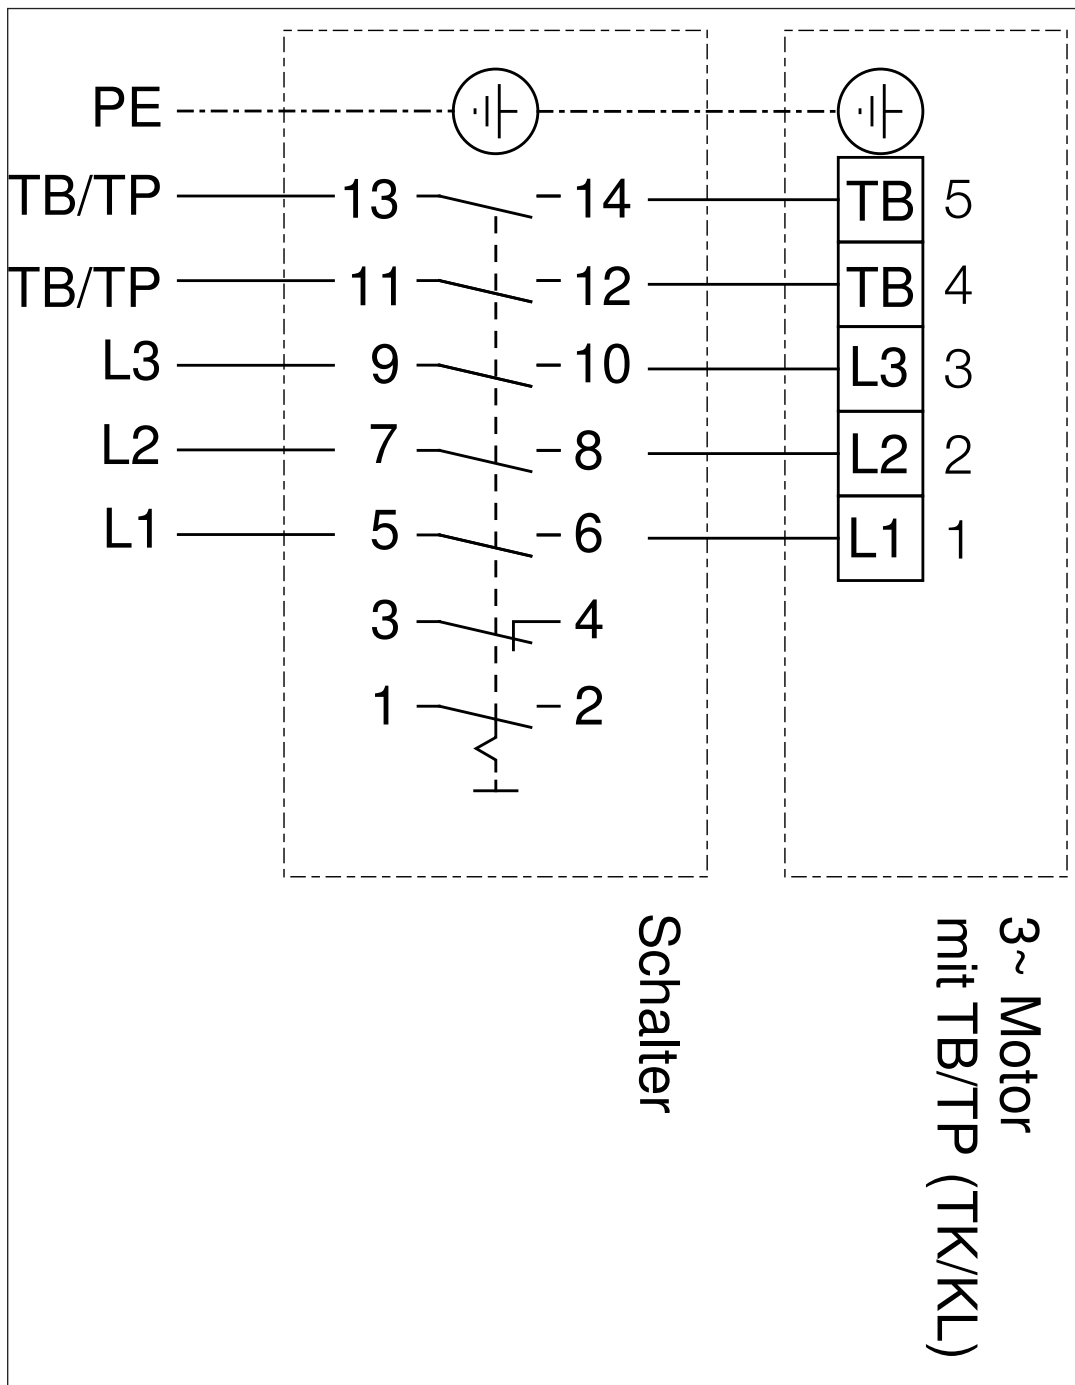 PE
TB/TP 13 14 TB 5
TB/TP 11 12 TB 4
L3 9 10 L3 3
L2 7 8 L2 2
L1 5 6 L1 1
3 4
1 2
Schalter
3~ Motor
mit TB/TP (TK/KL)